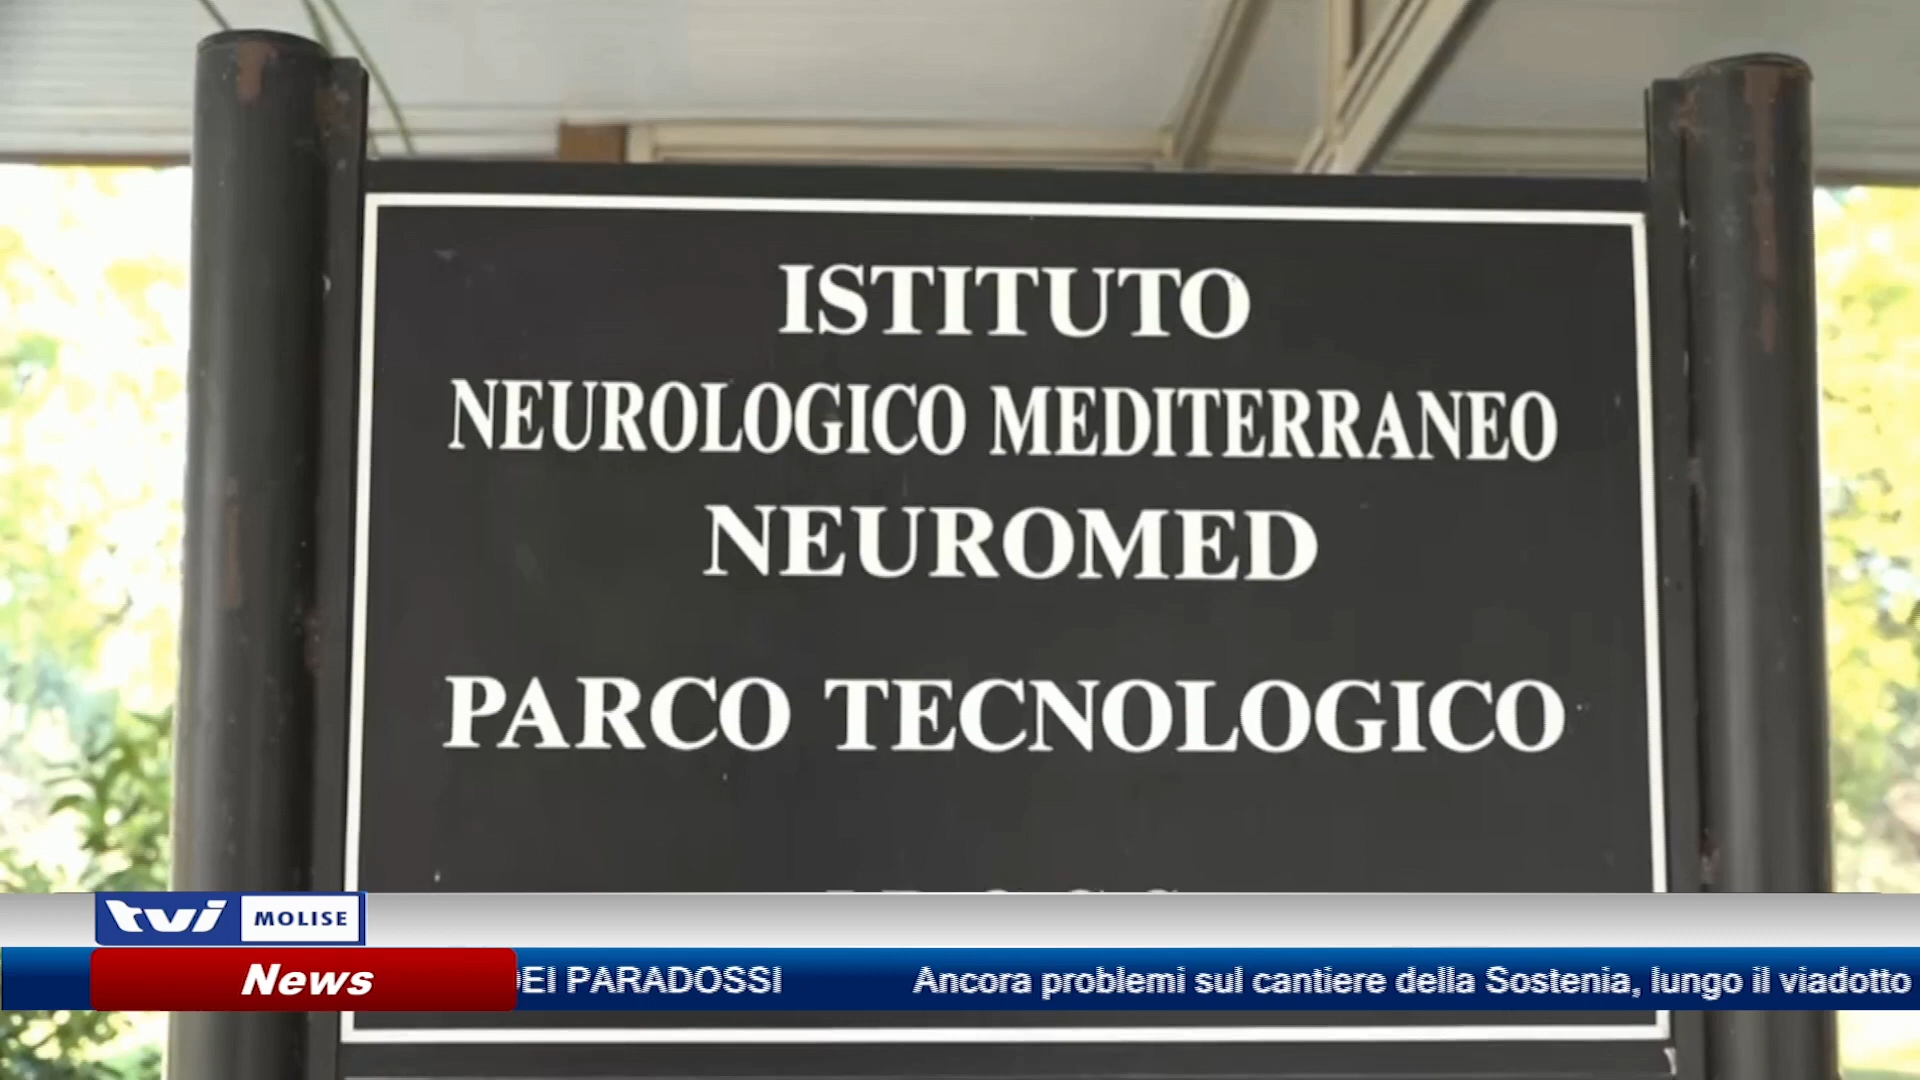 ISTITUTO
NEUROLOGICO MEDITERRANEO
NEUROMED
PARCO TECNOLOGICO
tvi MOLISE
News
DEI PARADOSSI Ancora problemi sul cantiere della Sostenia, lungo il viadotto